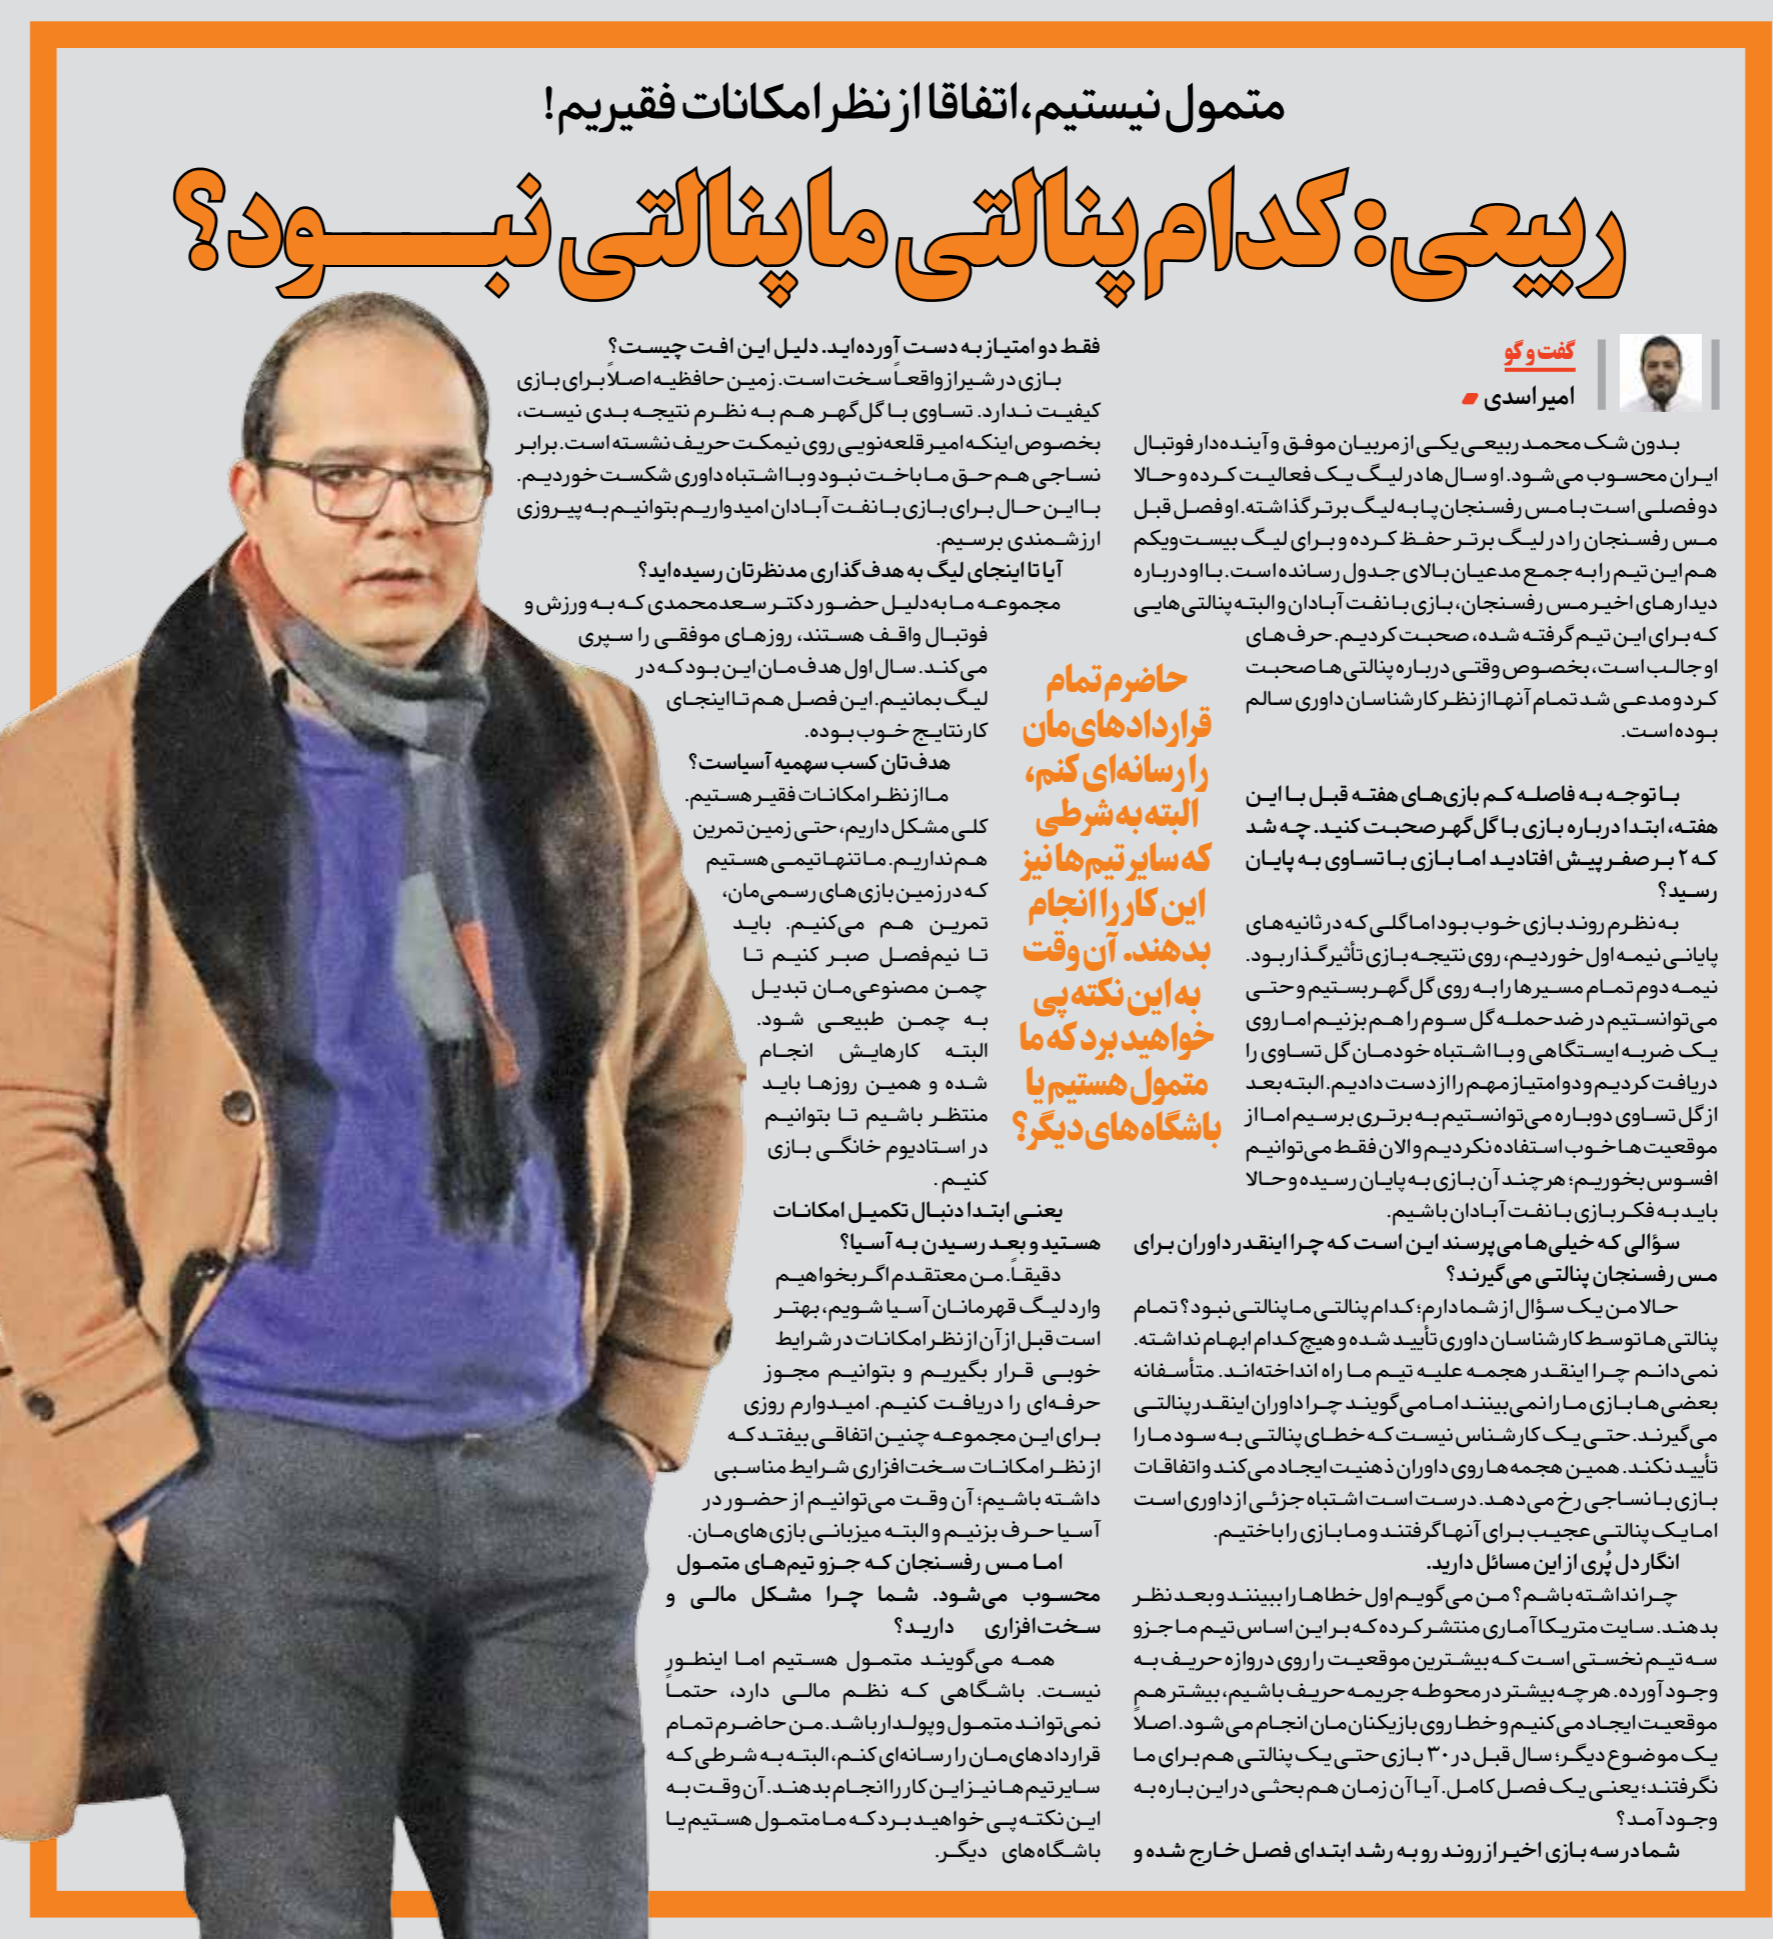 متمول نیستیم، اتفاقا از نظر امکانات فقیریم!
ربیعی: کدام پنالتی ما پنالتی نبـــود؟
گفت و گو
امیر اسدی
بدون شک محمد ربیعی یکی از مربیان موفق و آینده‌دار فوتبال
ایران محسوب می‌شود. او سال‌ها در لیگ یک فعالیت کرده و حالا
دو فصلی است با مس رفسنجان پا به لیگ برتر گذاشته. او فصل قبل
مس رفسنجان را در لیگ برتر حفظ کرده و برای لیگ بیست‌ویکم
هم این تیم را به جمع مدعیان بالای جدول رسانده است. با او درباره
دیدارهای اخیر مس رفسنجان، بازی با نفت آبادان و البته پنالتی‌هایی
که برای این تیم گرفته شده، صحبت کردیم. حرف‌های
او جالب است، بخصوص وقتی درباره پنالتی‌ها صحبت
کرد و مدعی شد تمام آنها از نظر کارشناسان داوری سالم
بوده است.
با توجه به فاصله کم بازی‌های هفته قبل با این
هفته، ابتدا درباره بازی با گل‌گهر صحبت کنید. چه شد
که ۲ بر صفر پیش افتادید اما بازی با تساوی به پایان
رسید؟
به نظرم روند بازی خوب بود اما گلی که در ثانیه‌های
پایانی نیمه اول خوردیم، روی نتیجه بازی تأثیرگذار بود.
نیمه دوم تمام مسیرها را به روی گل‌گهر بستیم و حتی
می‌توانستیم در ضدحمله گل سوم را هم بزنیم اما روی
یک ضربه ایستگاهی و با اشتباه خودمان گل تساوی را
دریافت کردیم و دو امتیاز مهم را از دست دادیم. البته بعد
از گل تساوی دوباره می‌توانستیم به برتری برسیم اما از
موقعیت‌ها خوب استفاده نکردیم و الان فقط می‌توانیم
افسوس بخوریم؛ هرچند آن بازی به پایان رسیده و حالا
باید به فکر بازی با نفت آبادان باشیم.
سؤالی که خیلی‌ها می‌پرسند این است که چرا اینقدر داوران برای
مس رفسنجان پنالتی می‌گیرند؟
حالا من یک سؤال از شما دارم؛ کدام پنالتی ما پنالتی نبود؟ تمام
پنالتی‌ها توسط کارشناسان داوری تأیید شده و هیچ‌کدام ابهام نداشته.
نمی‌دانم چرا اینقدر هجمه علیه تیم ما راه انداخته‌اند. متأسفانه
بعضی‌ها بازی ما را نمی‌بینند اما می‌گویند چرا داوران اینقدر پنالتی
می‌گیرند. حتی یک کارشناس نیست که خطای پنالتی به سود ما را
تأیید نکند. همین هجمه‌ها روی داوران ذهنیت ایجاد می‌کند و اتفاقات
بازی با نساجی رخ می‌دهد. درست است اشتباه جزئی از داوری است
اما یک پنالتی عجیب برای آنها گرفتند و ما بازی را باختیم.
انگار دل پُری از این مسائل دارید.
چرا نداشته باشم؟ من می‌گویم اول خطاها را ببینند و بعد نظر
بدهند. سایت متریکا آماری منتشر کرده که بر این اساس تیم ما جزو
سه تیم نخستی است که بیشترین موقعیت را روی دروازه حریف به
وجود آورده. هرچه بیشتر در محوطه جریمه حریف باشیم، بیشتر هم
موقعیت ایجاد می‌کنیم و خطا روی بازیکنان‌مان انجام می‌شود. اصلاً
یک موضوع دیگر؛ سال قبل در ۳۰ بازی حتی یک پنالتی هم برای ما
نگرفتند؛ یعنی یک فصل کامل. آیا آن زمان هم بحثی در این باره به
وجود آمد؟
شما در سه بازی اخیر از روند رو به رشد ابتدای فصل خارج شده و
حاضرم تمام
قراردادهای‌مان
را رسانه‌ای کنم،
البته به شرطی
که سایر تیم‌ها نیز
این کار را انجام
بدهند. آن وقت
به این نکته پی
خواهید برد که ما
متمول هستیم یا
باشگاه‌های دیگر؟
فقط دو امتیاز به دست آورده‌اید. دلیل این افت چیست؟
بازی در شیراز واقعاً سخت است. زمین حافظیه اصلاً برای بازی
کیفیت ندارد. تساوی با گل‌گهر هم به نظرم نتیجه بدی نیست،
بخصوص اینکه امیر قلعه‌نویی روی نیمکت حریف نشسته است. برابر
نساجی هم حق ما باخت نبود و با اشتباه داوری شکست خوردیم.
با این حال برای بازی با نفت آبادان امیدواریم بتوانیم به پیروزی
ارزشمندی برسیم.
آیا تا اینجای لیگ به هدف‌گذاری مدنظرتان رسیده‌اید؟
مجموعه ما به‌دلیل حضور دکتر سعدمحمدی که به ورزش و
فوتبال واقف هستند، روزهای موفقی را سپری
می‌کند. سال اول هدف‌مان این بود که در
لیگ بمانیم. این فصل هم تا اینجای
کار نتایج خوب بوده.
هدف‌تان کسب سهمیه آسیاست؟
ما از نظر امکانات فقیر هستیم.
کلی مشکل داریم، حتی زمین تمرین
هم نداریم. ما تنها تیمی هستیم
که در زمین بازی‌های رسمی‌مان،
تمرین هم می‌کنیم. باید
تا نیم‌فصل صبر کنیم تا
چمن مصنوعی‌مان تبدیل
به چمن طبیعی شود.
البته کارهایش انجام
شده و همین روزها باید
منتظر باشیم تا بتوانیم
در استادیوم خانگی بازی
کنیم .
یعنی ابتدا دنبال تکمیل امکانات
هستید و بعد رسیدن به آسیا؟
دقیقاً. من معتقدم اگر بخواهیم
وارد لیگ قهرمانان آسیا شویم، بهتر
است قبل از آن از نظر امکانات در شرایط
خوبی قرار بگیریم و بتوانیم مجوز
حرفه‌ای را دریافت کنیم. امیدوارم روزی
برای این مجموعه چنین اتفاقی بیفتد که
از نظر امکانات سخت‌افزاری شرایط مناسبی
داشته باشیم؛ آن وقت می‌توانیم از حضور در
آسیا حرف بزنیم و البته میزبانی بازی‌های‌مان.
اما مس رفسنجان که جزو تیم‌های متمول
محسوب می‌شود. شما چرا مشکل مالی و
سخت‌افزاری دارید؟
همه می‌گویند متمول هستیم اما اینطور
نیست. باشگاهی که نظم مالی دارد، حتماً
نمی‌تواند متمول و پولدار باشد. من حاضرم تمام
قراردادهای‌مان را رسانه‌ای کنم، البته به شرطی که
سایر تیم‌ها نیز این کار را انجام بدهند. آن وقت به
این نکته پی خواهید برد که ما متمول هستیم یا
باشگاه‌های دیگر.